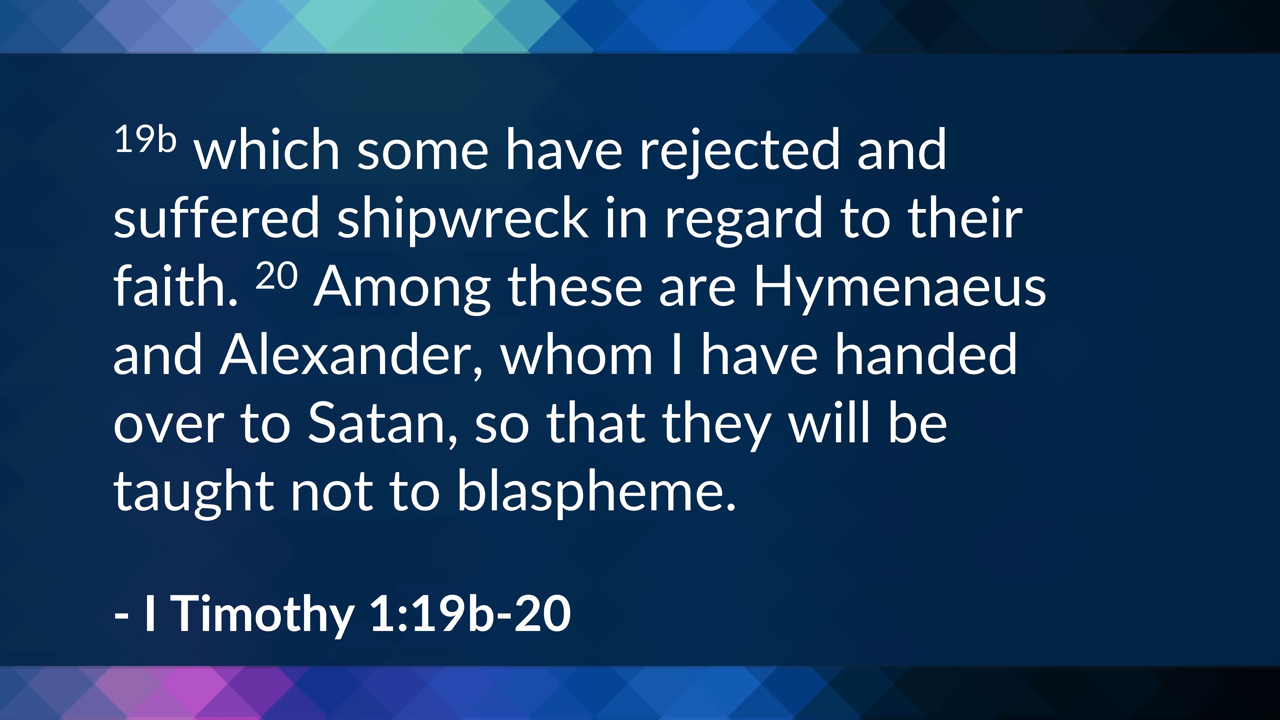 19b which some have rejected and
suffered shipwreck in regard to their
faith. 20 Among these are Hymenaeus
and Alexander, whom I have handed
over to Satan, so that they will be
taught not to blaspheme.
- I Timothy 1:19b-20